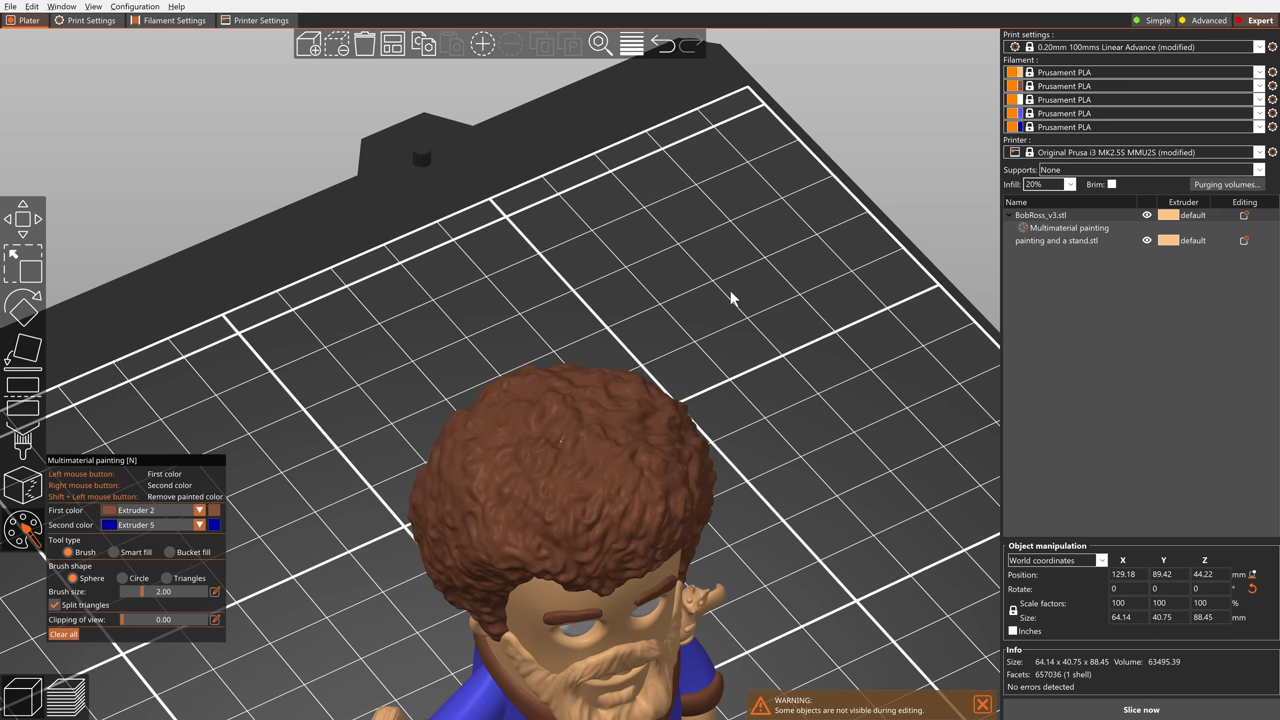 File Edit Window View Configuration Help
Plater Print Settings Filament Settings Printer Settings Simple Advanced Expert
Print settings :
0.20mm 100mms Linear Advance (modified)
Filament :
Prusament PLA
Prusament PLA
Prusament PLA
Prusament PLA
Prusament PLA
Printer :
Original Prusa i3 MK2.5S MMU2S (modified)
Supports: None
Infill: 20% Brim: Purging volumes...
Name Extruder Editing
BobRoss_v3.stl default
Multimaterial painting
painting and a stand.stl default
Multimaterial painting [N]
Left mouse button: First color
Right mouse button: Second color
Shift + Left mouse button: Remove painted color
First color Extruder 2
Second color Extruder 5
Tool type
Brush Smart fill Bucket fill
Brush shape
Sphere Circle Triangles
Brush size: 2.00
Split triangles
Clipping of view: 0.00
Clear all
Object manipulation
World coordinates X Y Z
Position: 129.18 89.42 44.22 mm
Rotate: 0 0 0 °
Scale factors: 100 100 100 %
Size: 64.14 40.75 88.45 mm
Inches
Info
Size: 64.14 x 40.75 x 88.45 Volume: 63495.39
Facets: 657036 (1 shell)
No errors detected
WARNING:
Some objects are not visible during editing.
Slice now